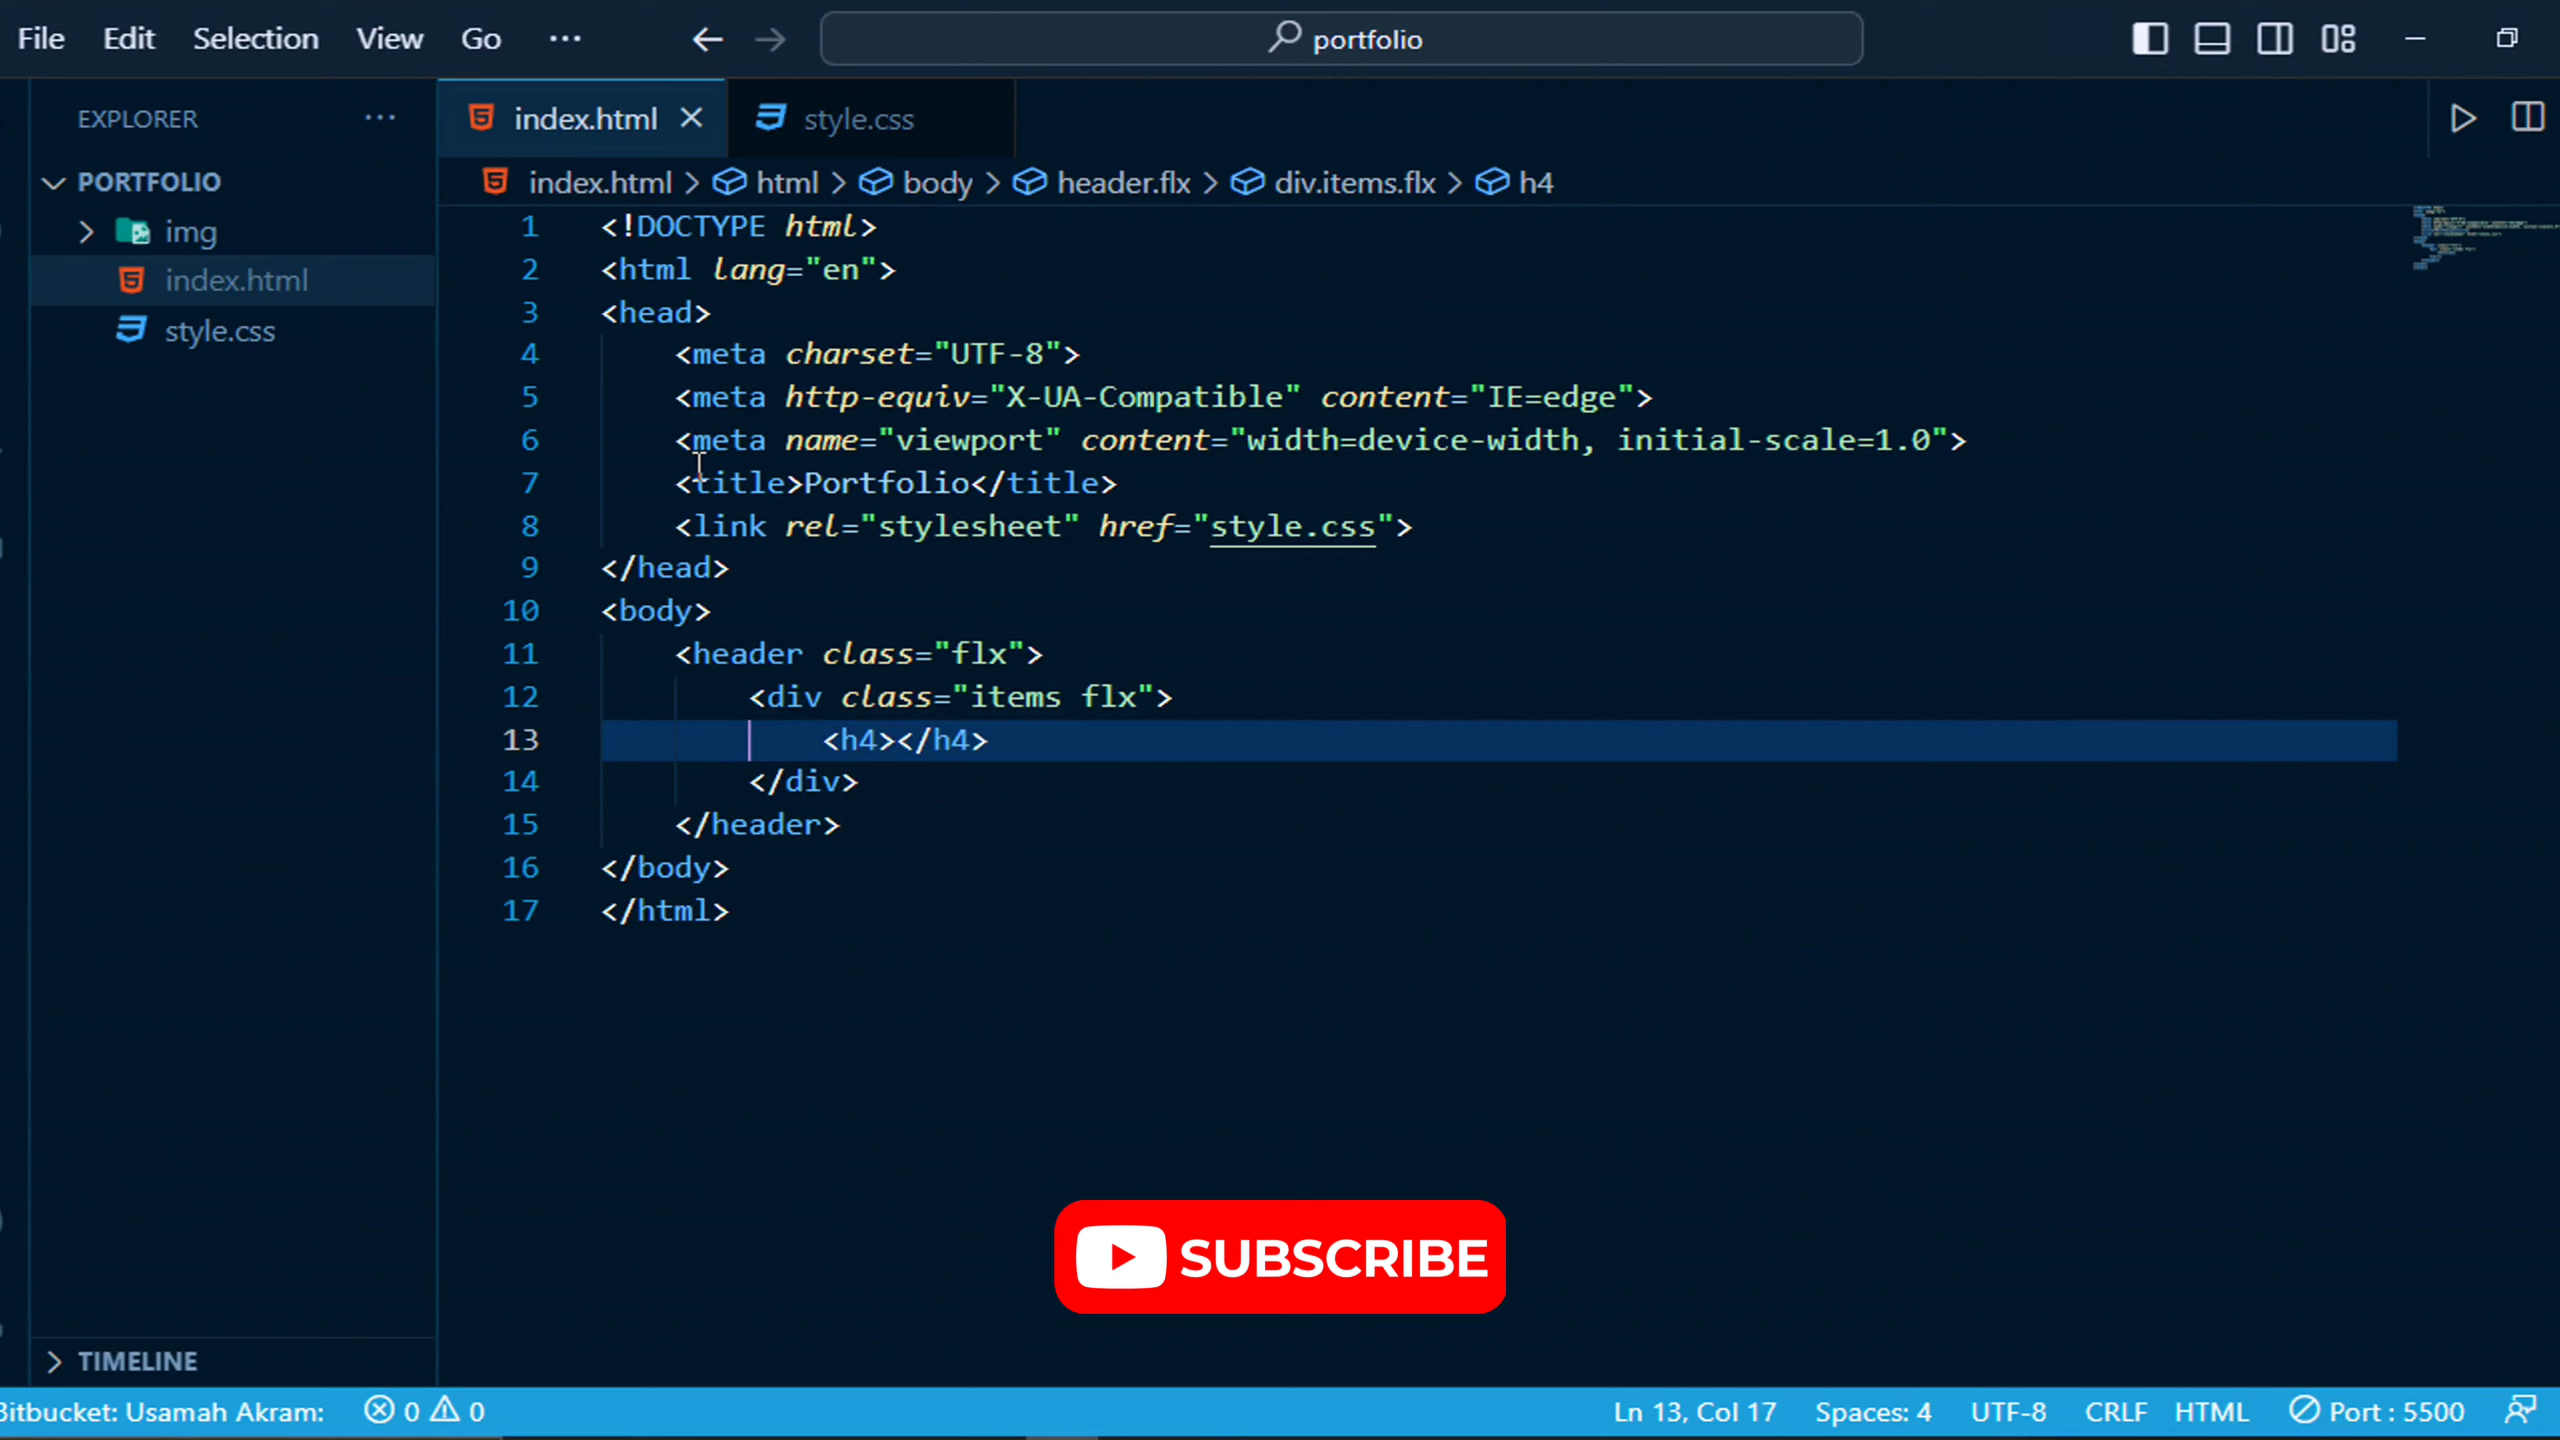 File Edit Selection View Go ··· portfolio
EXPLORER ···
index.html style.css
PORTFOLIO
index.html > html > body > header.flx > div.items.flx > h4
img
index.html
style.css
1 <!DOCTYPE html>
2 <html lang="en">
3 <head>
4 <meta charset="UTF-8">
5 <meta http-equiv="X-UA-Compatible" content="IE=edge">
6 <meta name="viewport" content="width=device-width, initial-scale=1.0">
7 <title>Portfolio</title>
8 <link rel="stylesheet" href="style.css">
9 </head>
10 <body>
11 <header class="flx">
12 <div class="items flx">
13 <h4></h4>
14 </div>
15 </header>
16 </body>
17 </html>
SUBSCRIBE
TIMELINE
Bitbucket: Usamah Akram: 0 0 Ln 13, Col 17 Spaces: 4 UTF-8 CRLF HTML Port : 5500